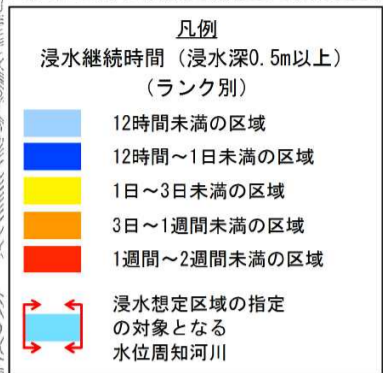 凡例
浸水継続時間（浸水深0.5m以上）
（ランク別）
12時間未満の区域
12時間～1日未満の区域
1日～3日未満の区域
3日～1週間未満の区域
1週間～2週間未満の区域
浸水想定区域の指定
の対象となる
水位周知河川